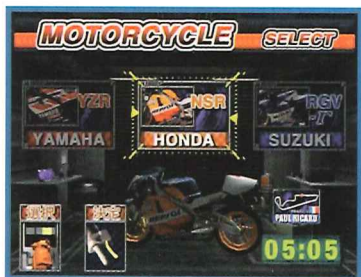 MOTORCYCLE SELECT
YZR
YAMAHA
NSR
HONDA
RGV-Γ
SUZUKI
PAUL RICARD
05:05